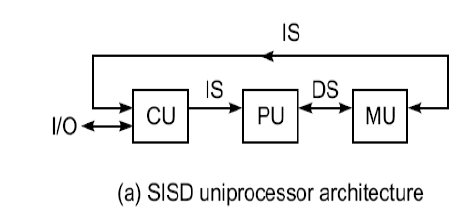 IS
IS
DS
I/O
CU
PU
MU
(a) SISD uniprocessor architecture